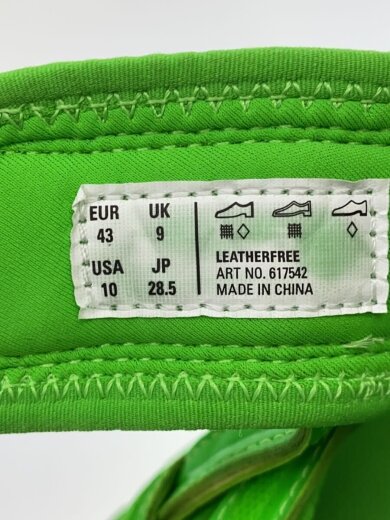 EUR UK
43 9
USA JP
10 28.5
LEATHERFREE
ART NO. 617542
MADE IN CHINA